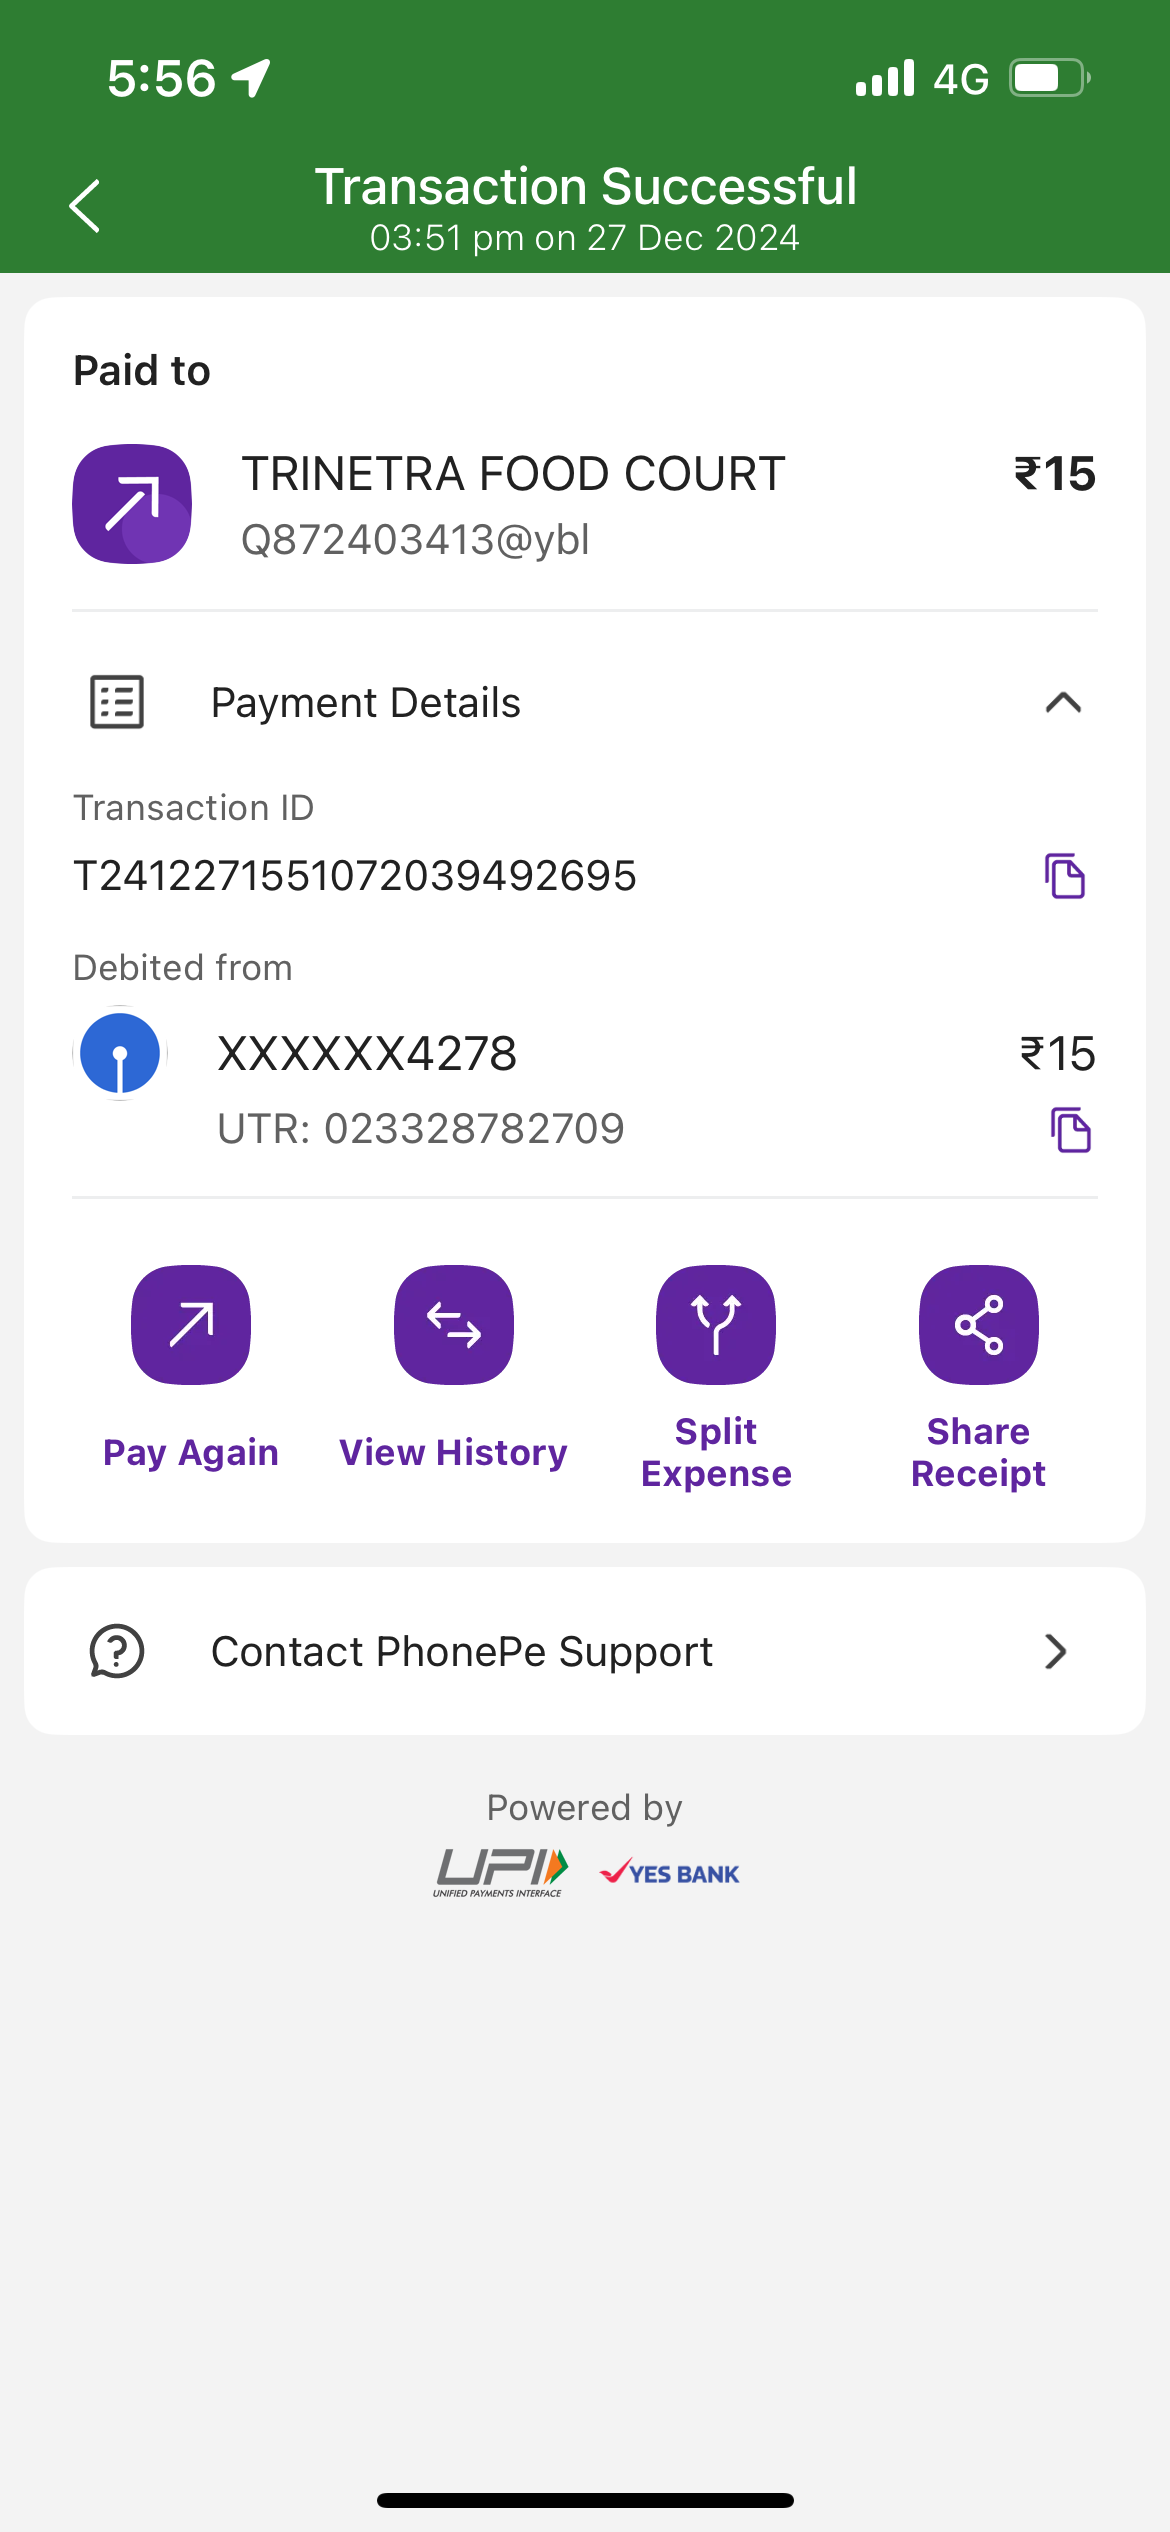 5:56
4G
Transaction Successful
03:51 pm on 27 Dec 2024
Paid to
TRINETRA FOOD COURT ₹15
Q872403413@ybl
Payment Details
Transaction ID
T2412271551072039492695
Debited from
XXXXXX4278 ₹15
UTR: 023328782709
Pay Again
View History
Split
Expense
Share
Receipt
Contact PhonePe Support
Powered by
UPI
UNIFIED PAYMENTS INTERFACE
YES BANK